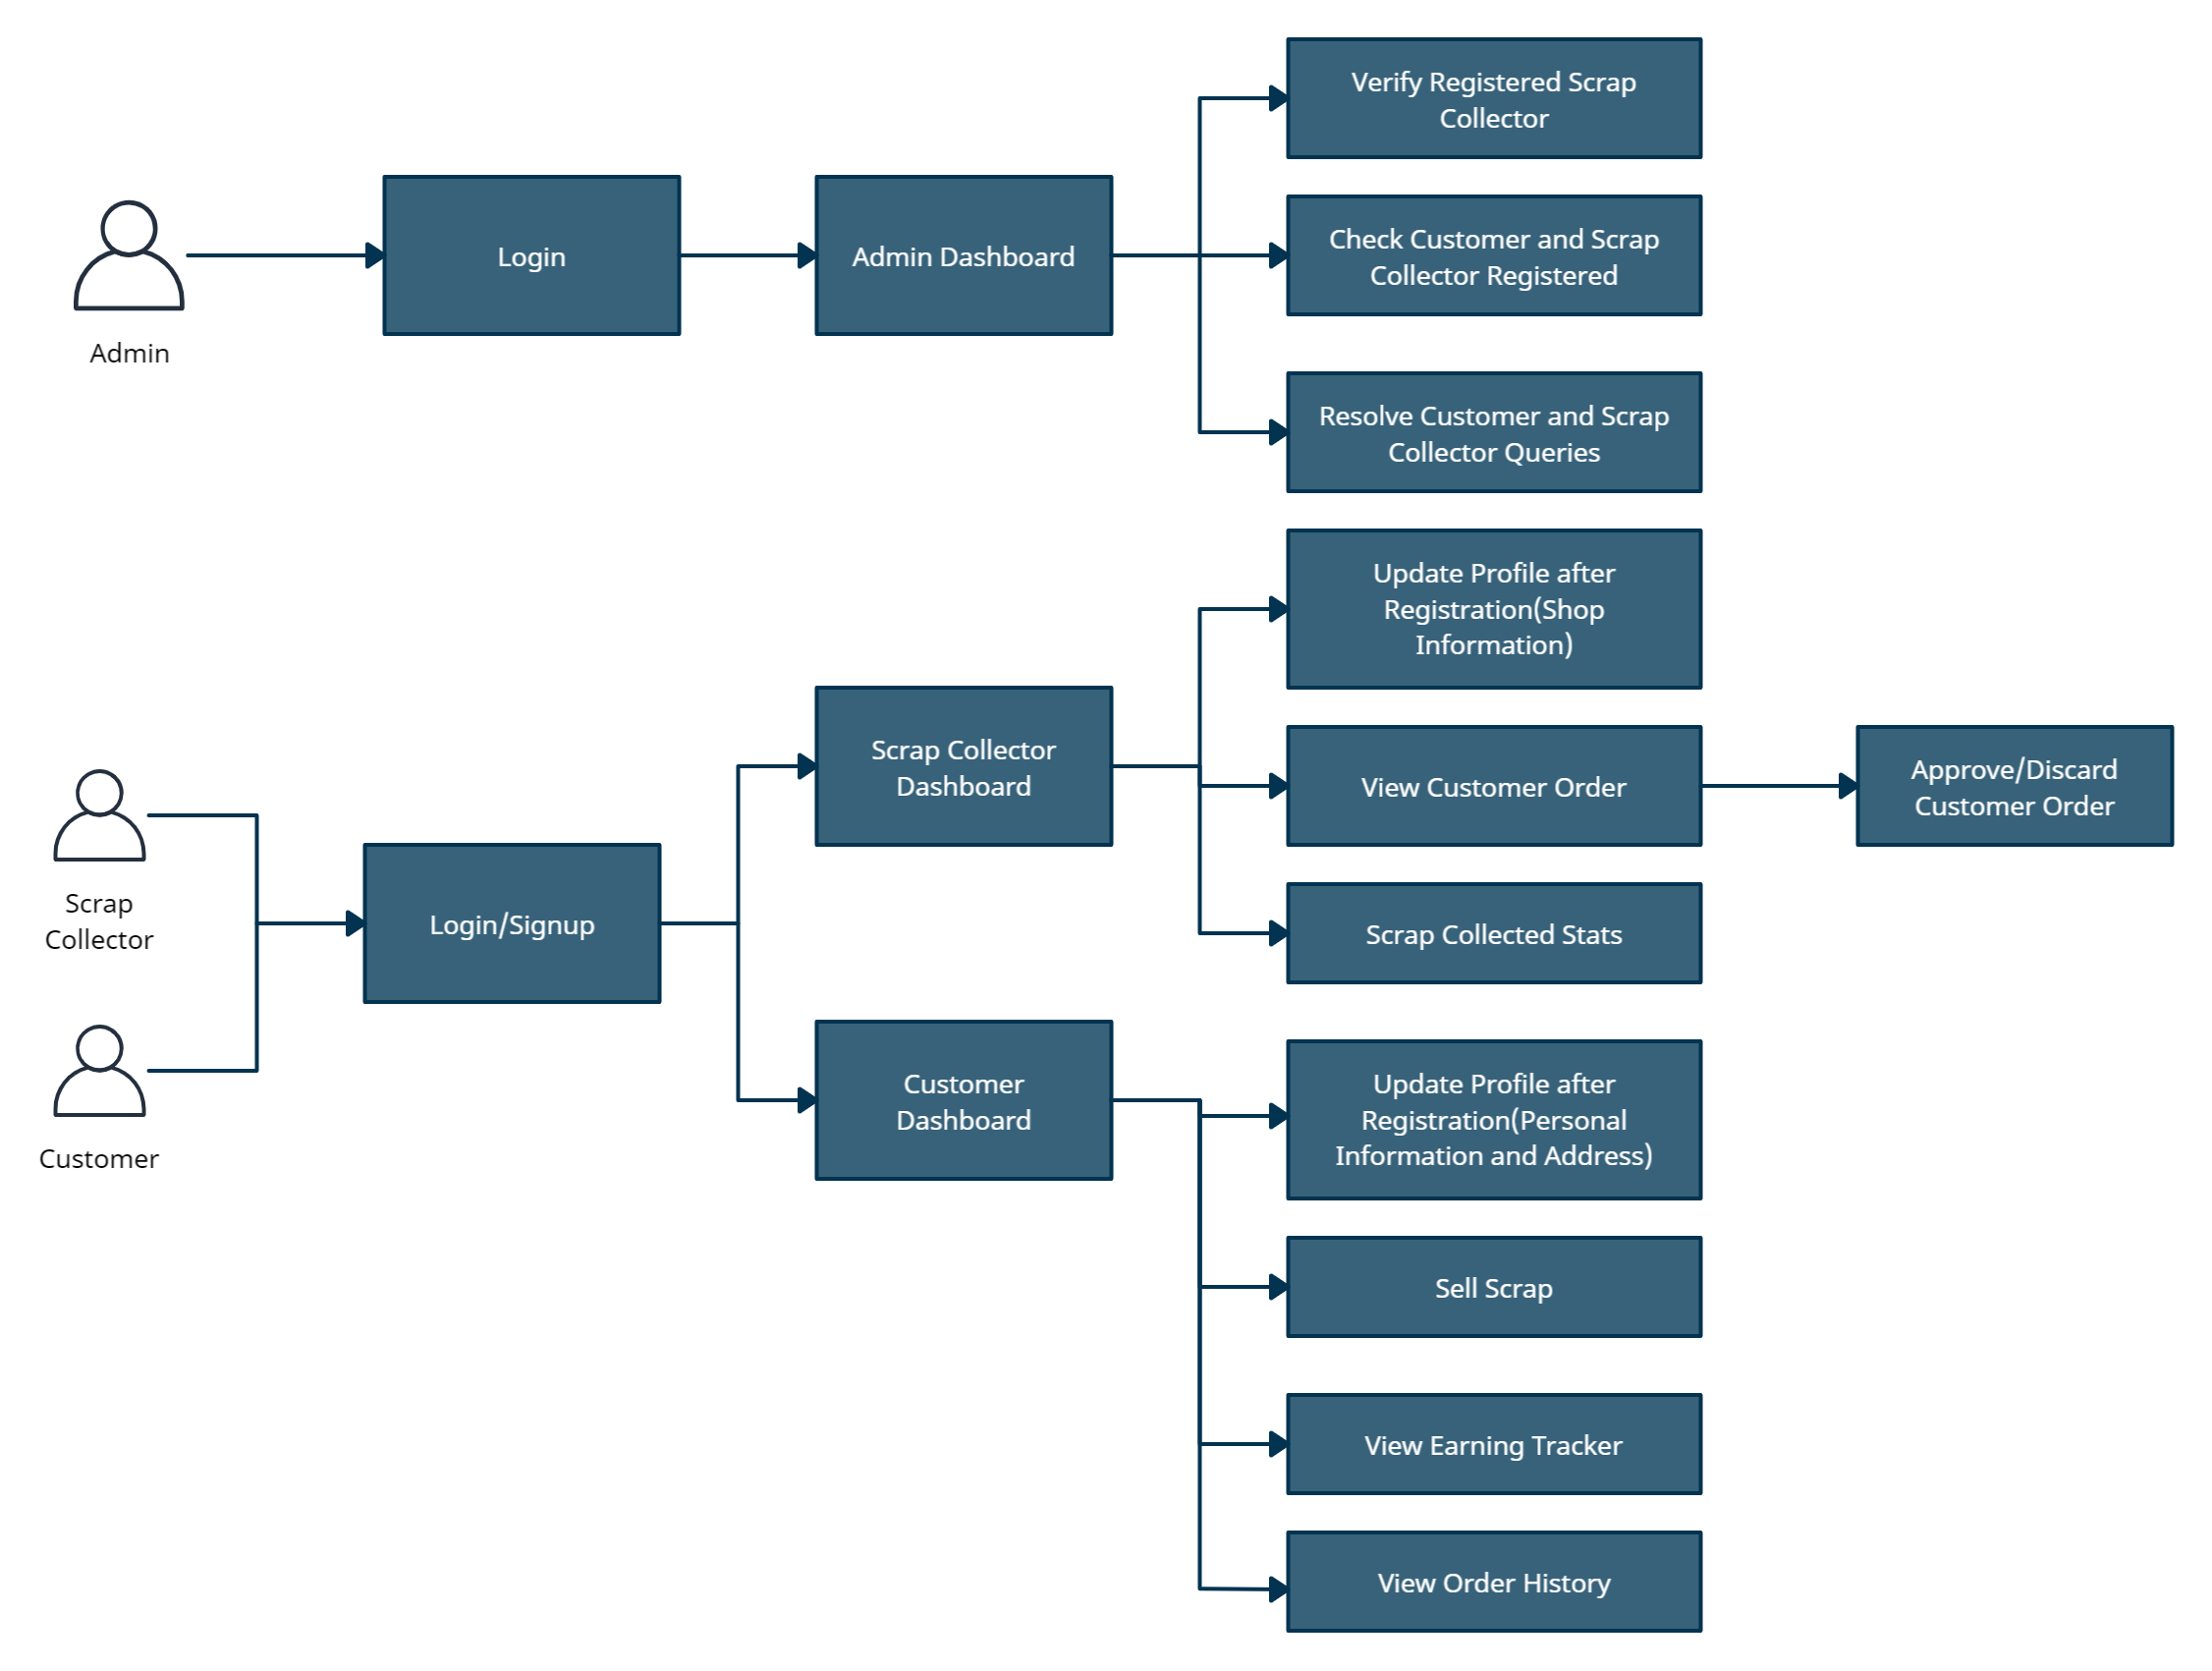 Verify Registered Scrap
Collector
Login
Admin Dashboard
Check Customer and Scrap
Collector Registered
Admin
Resolve Customer and Scrap
Collector Queries
Update Profile after
Registration(Shop
Information)
Scrap Collector
Dashboard
View Customer Order
Approve/Discard
Customer Order
Scrap
Collector
Login/Signup
Scrap Collected Stats
Customer
Customer
Dashboard
Update Profile after
Registration(Personal
Information and Address)
Sell Scrap
View Earning Tracker
View Order History